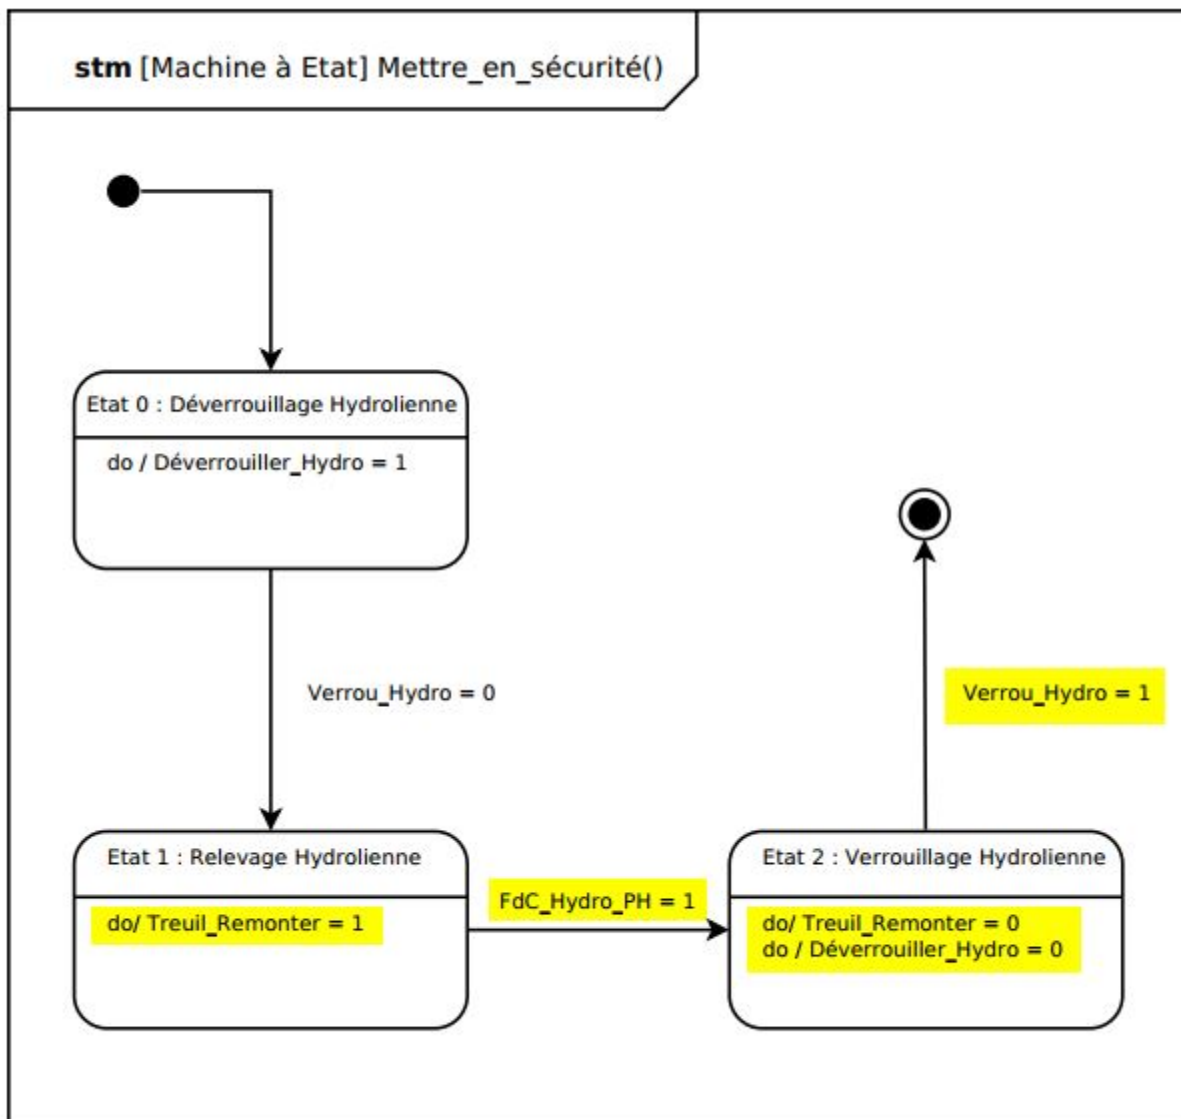 stm [Machine à Etat] Mettre_en_sécurité()
Etat 0 : Déverrouillage Hydrolienne
do / Déverrouiller_Hydro = 1
Verrou_Hydro = 0
Verrou_Hydro = 1
Etat 1 : Relevage Hydrolienne
do/ Treuil_Remonter = 1
FdC_Hydro_PH = 1
Etat 2 : Verrouillage Hydrolienne
do/ Treuil_Remonter = 0
do / Déverrouiller_Hydro = 0